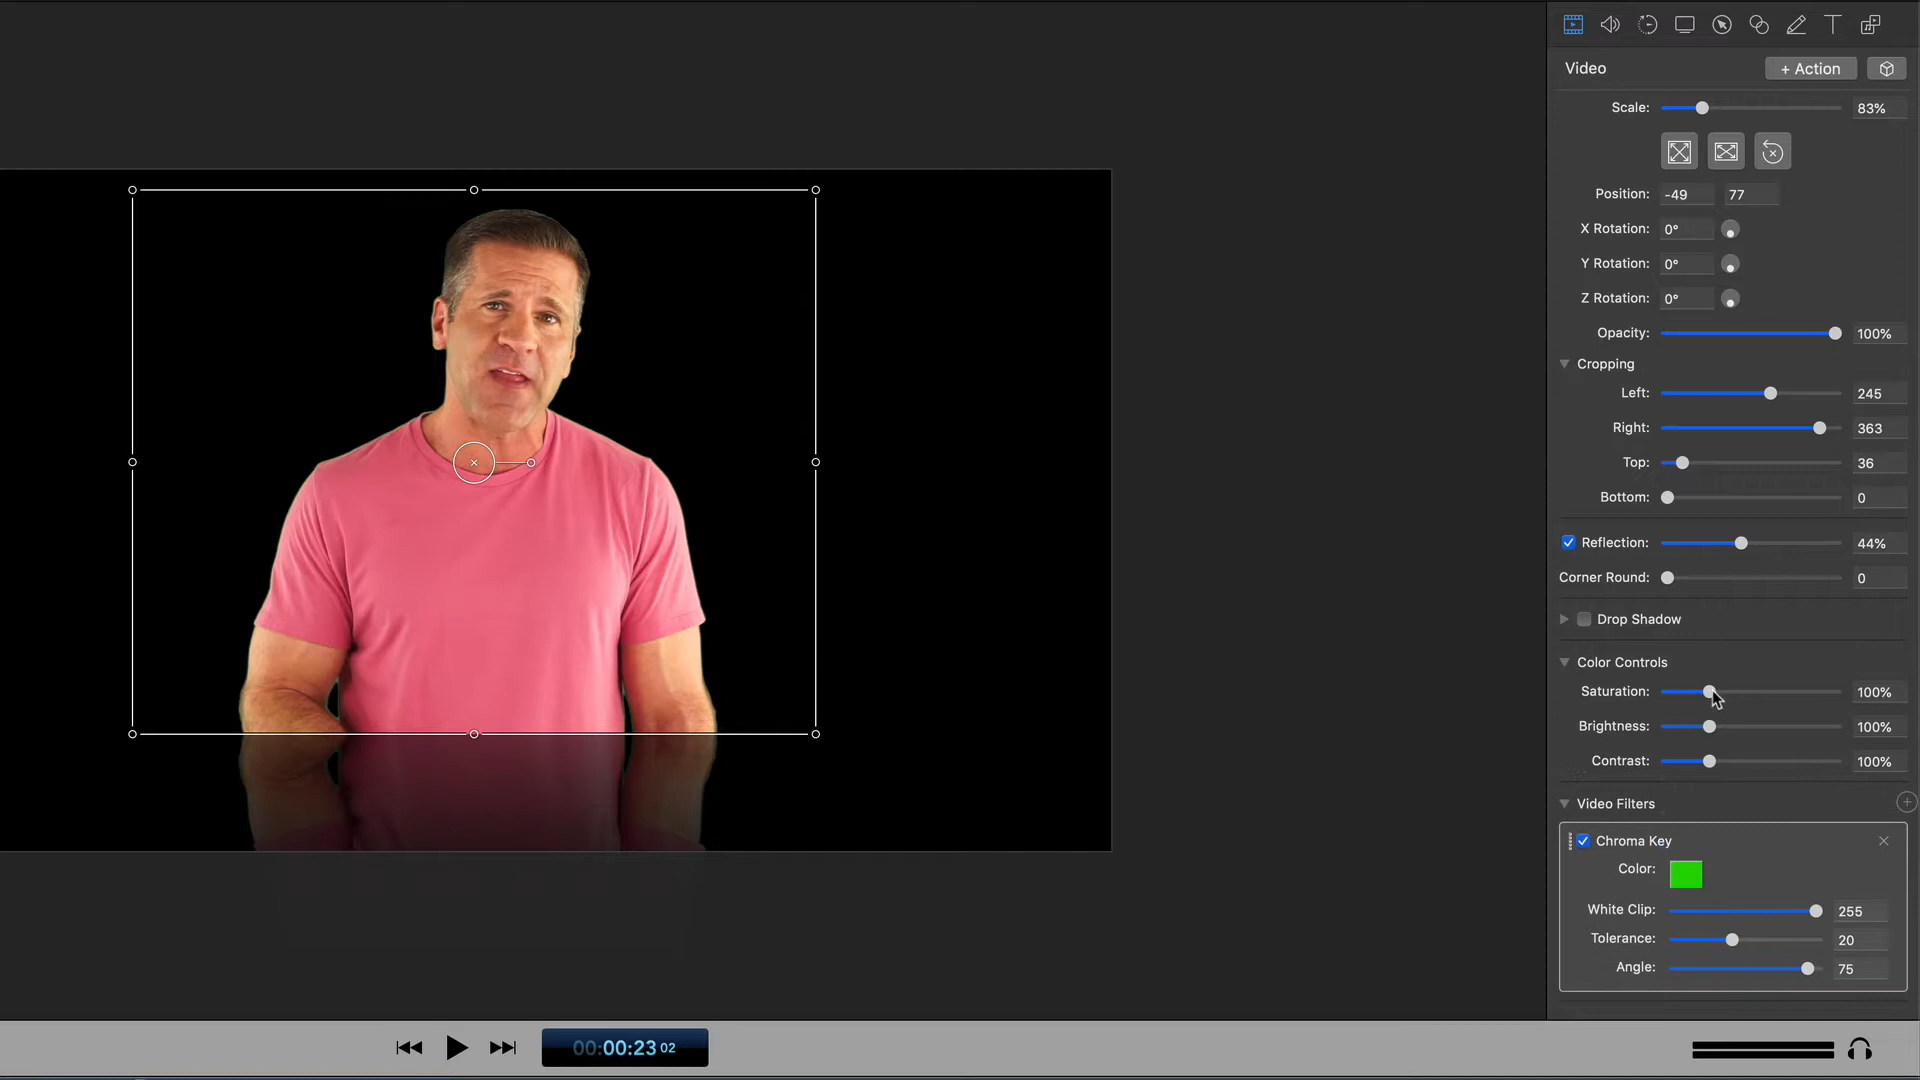 Video
+ Action
Scale: 83%
Position: -49 77
X Rotation: 0°
Y Rotation: 0°
Z Rotation: 0°
Opacity: 100%
Cropping
Left: 245
Right: 363
Top: 36
Bottom: 0
Reflection: 44%
Corner Round: 0
Drop Shadow
Color Controls
Saturation: 100%
Brightness: 100%
Contrast: 100%
Video Filters
Chroma Key
Color:
White Clip: 255
Tolerance: 20
Angle: 75
00:00:23 02